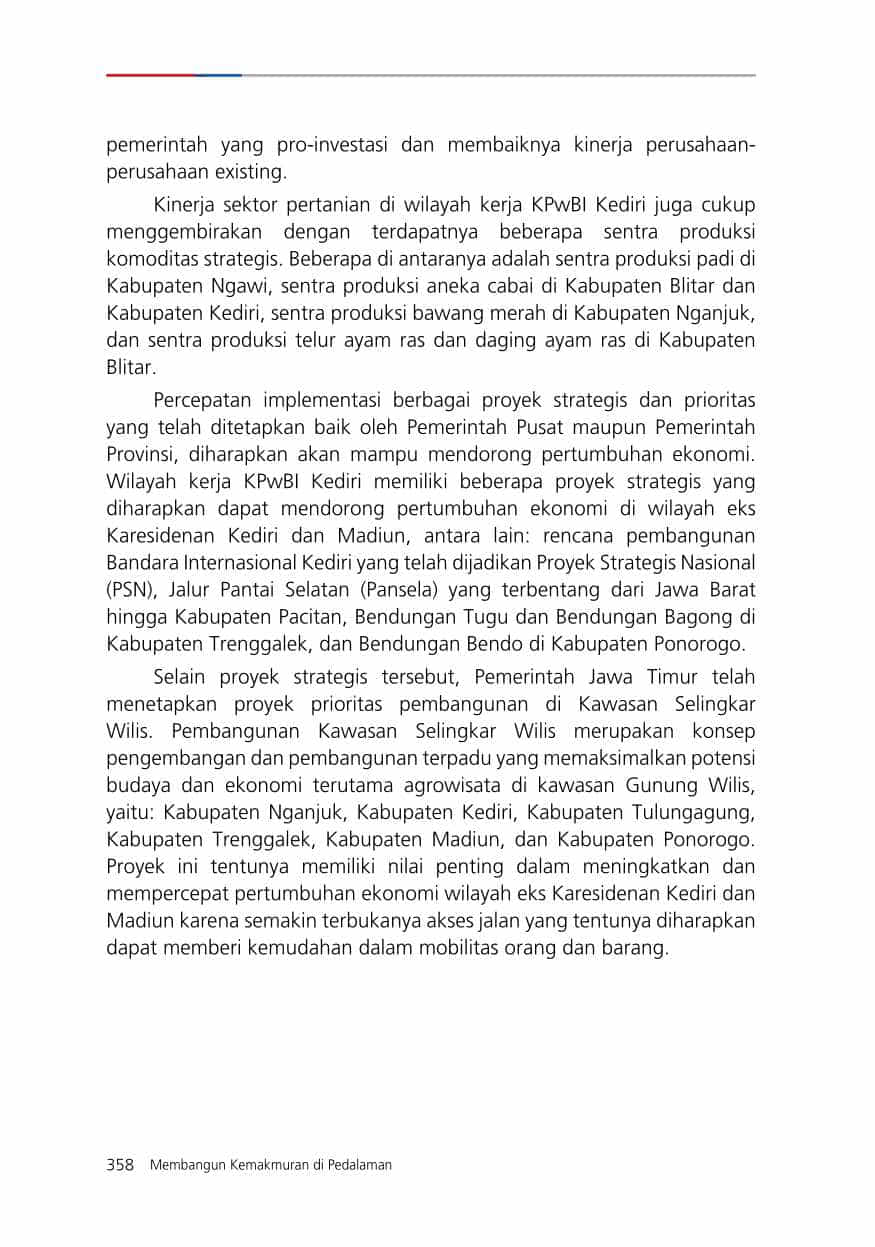 pemerintah yang pro-investasi dan membaiknya kinerja perusahaan-
perusahaan existing.
Kinerja sektor pertanian di wilayah kerja KPwBI Kediri juga cukup
menggembirakan dengan terdapatnya beberapa sentra produksi
komoditas strategis. Beberapa di antaranya adalah sentra produksi padi di
Kabupaten Ngawi, sentra produksi aneka cabai di Kabupaten Blitar dan
Kabupaten Kediri, sentra produksi bawang merah di Kabupaten Nganjuk,
dan sentra produksi telur ayam ras dan daging ayam ras di Kabupaten
Blitar.
Percepatan implementasi berbagai proyek strategis dan prioritas
yang telah ditetapkan baik oleh Pemerintah Pusat maupun Pemerintah
Provinsi, diharapkan akan mampu mendorong pertumbuhan ekonomi.
Wilayah kerja KPwBI Kediri memiliki beberapa proyek strategis yang
diharapkan dapat mendorong pertumbuhan ekonomi di wilayah eks
Karesidenan Kediri dan Madiun, antara lain: rencana pembangunan
Bandara Internasional Kediri yang telah dijadikan Proyek Strategis Nasional
(PSN), Jalur Pantai Selatan (Pansela) yang terbentang dari Jawa Barat
hingga Kabupaten Pacitan, Bendungan Tugu dan Bendungan Bagong di
Kabupaten Trenggalek, dan Bendungan Bendo di Kabupaten Ponorogo.
Selain proyek strategis tersebut, Pemerintah Jawa Timur telah
menetapkan proyek prioritas pembangunan di Kawasan Selingkar
Wilis. Pembangunan Kawasan Selingkar Wilis merupakan konsep
pengembangan dan pembangunan terpadu yang memaksimalkan potensi
budaya dan ekonomi terutama agrowisata di kawasan Gunung Wilis,
yaitu: Kabupaten Nganjuk, Kabupaten Kediri, Kabupaten Tulungagung,
Kabupaten Trenggalek, Kabupaten Madiun, dan Kabupaten Ponorogo.
Proyek ini tentunya memiliki nilai penting dalam meningkatkan dan
mempercepat pertumbuhan ekonomi wilayah eks Karesidenan Kediri dan
Madiun karena semakin terbukanya akses jalan yang tentunya diharapkan
dapat memberi kemudahan dalam mobilitas orang dan barang.
358 Membangun Kemakmuran di Pedalaman